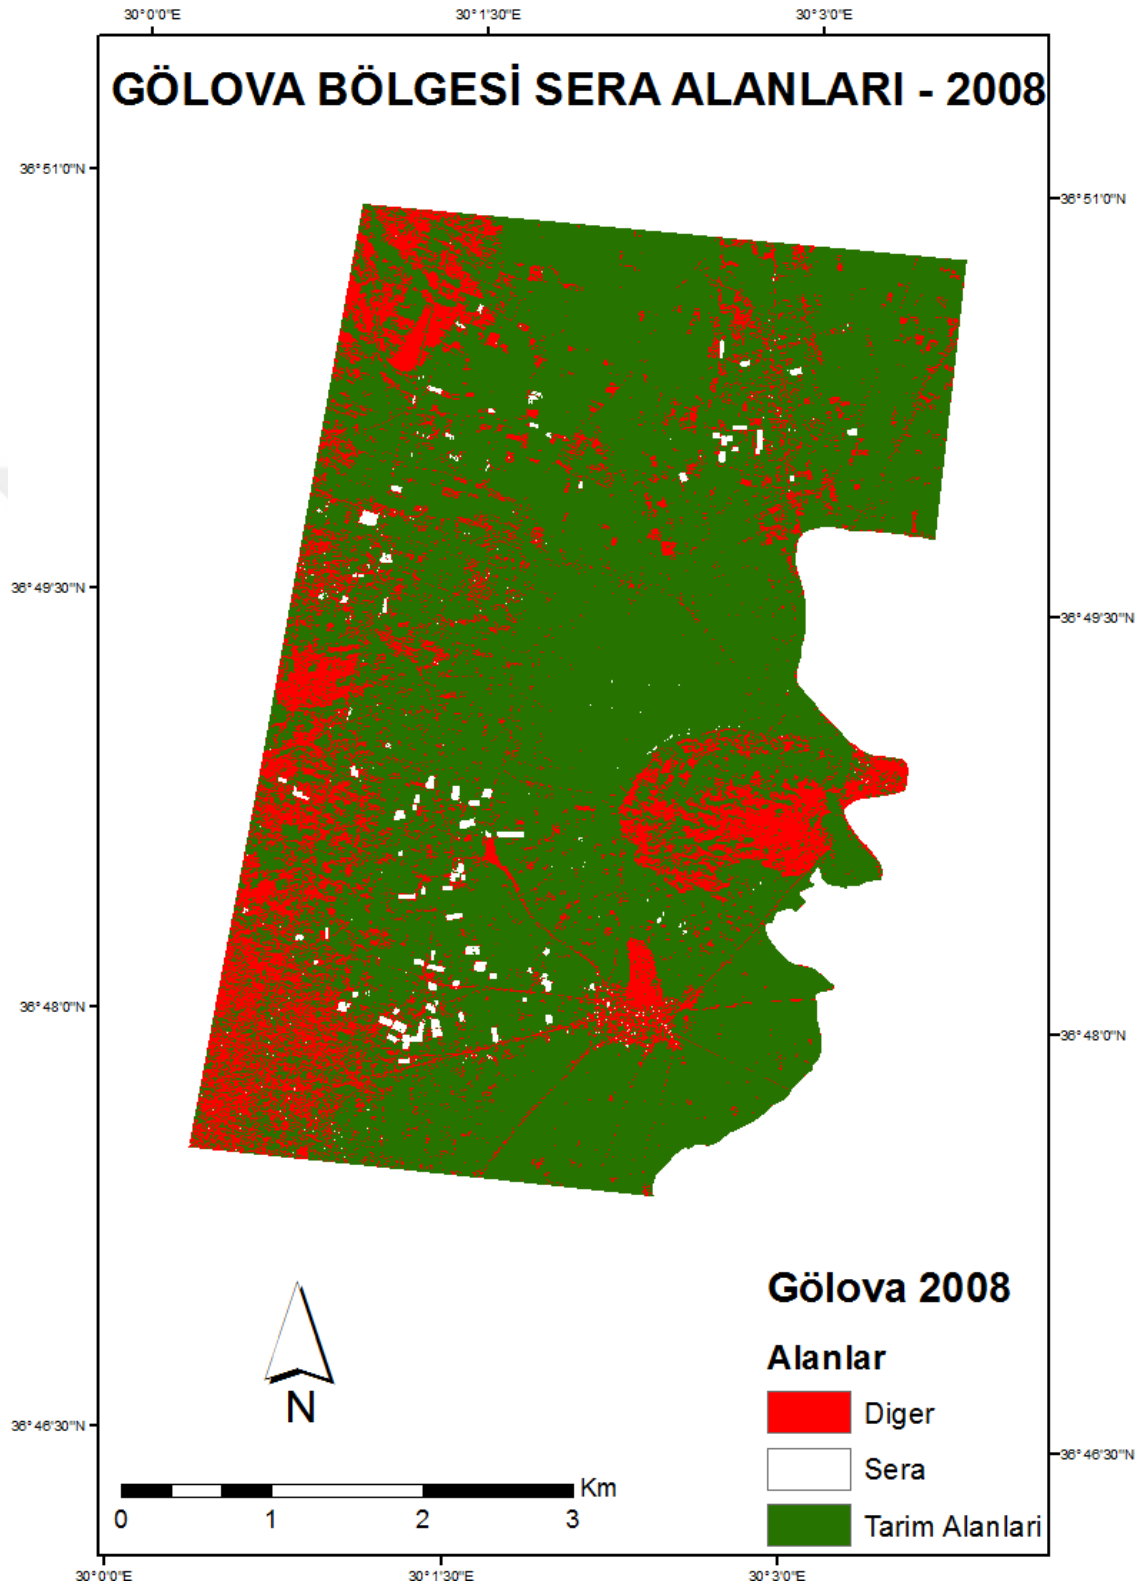 30°0'0"E 30°1'30"E 30°3'0"E
GÖLOVA BÖLGESİ SERA ALANLARI - 2008
36°51'0"N
36°51'0"N
36°49'30"N
36°49'30"N
36°48'0"N
36°48'0"N
Gölova 2008
Alanlar
Diger
Sera
Tarim Alanlari
N
36°46'30"N
36°46'30"N
Km
0 1 2 3
30°0'0"E 30°1'30"E 30°3'0"E